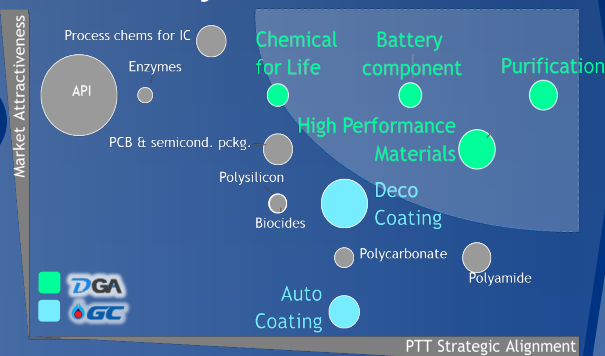 Market Attractiveness
Process chems for IC
Enzymes
API
Chemical
for Life
Battery
component
Purification
PCB & semicond. pckg.
High Performance
Materials
Polysilicon
Biocides
Deco
Coating
Polycarbonate
Polyamide
Auto
Coating
DGA
GC
PTT Strategic Alignment